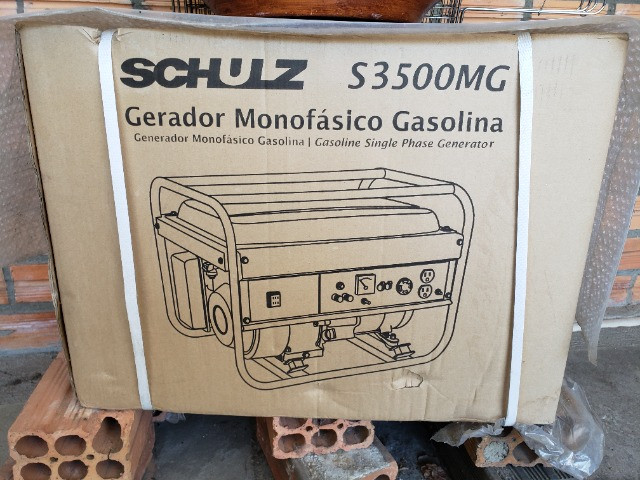 SCHULZ S3500MG
Gerador Monofásico Gasolina
Generador Monofásico Gasolina | Gasoline Single Phase Generator